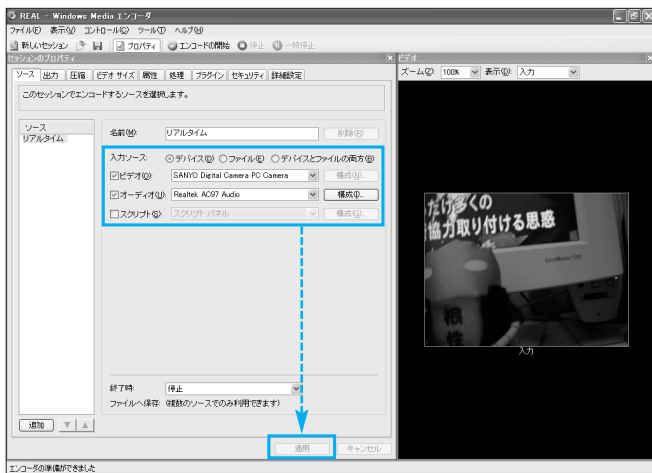 REAL - Windows Media エンコーダ
ファイル(F) 表示(V) コントロール(C) ツール(T) ヘルプ(H)
新しいセッション プロパティ エンコードの開始 停止 一時停止
セッションのプロパティ
ソース 出力 圧縮 ビデオ サイズ 属性 処理 プラグイン セキュリティ 詳細設定
このセッションでエンコードするソースを選択します。
ソース
リアルタイム
名前(M): リアルタイム 削除(R)
入力ソース: デバイス(D) ファイル(E) デバイスとファイルの両方(B)
ビデオ(O): SANYO Digital Camera PC Camera 構成(N)...
オーディオ(U): Realtek AC97 Audio 構成(I)...
スクリプト(S): スクリプト パネル 構成(G)...
終了時: 停止
ファイルへ保存: (複数のソースでのみ利用できます)
追加
適用 キャンセル
エンコーダの準備ができました
ビデオ
ズーム(Z): 100% 表示(D): 入力
だけ多くの
協力取り付ける思惑
根性
入力